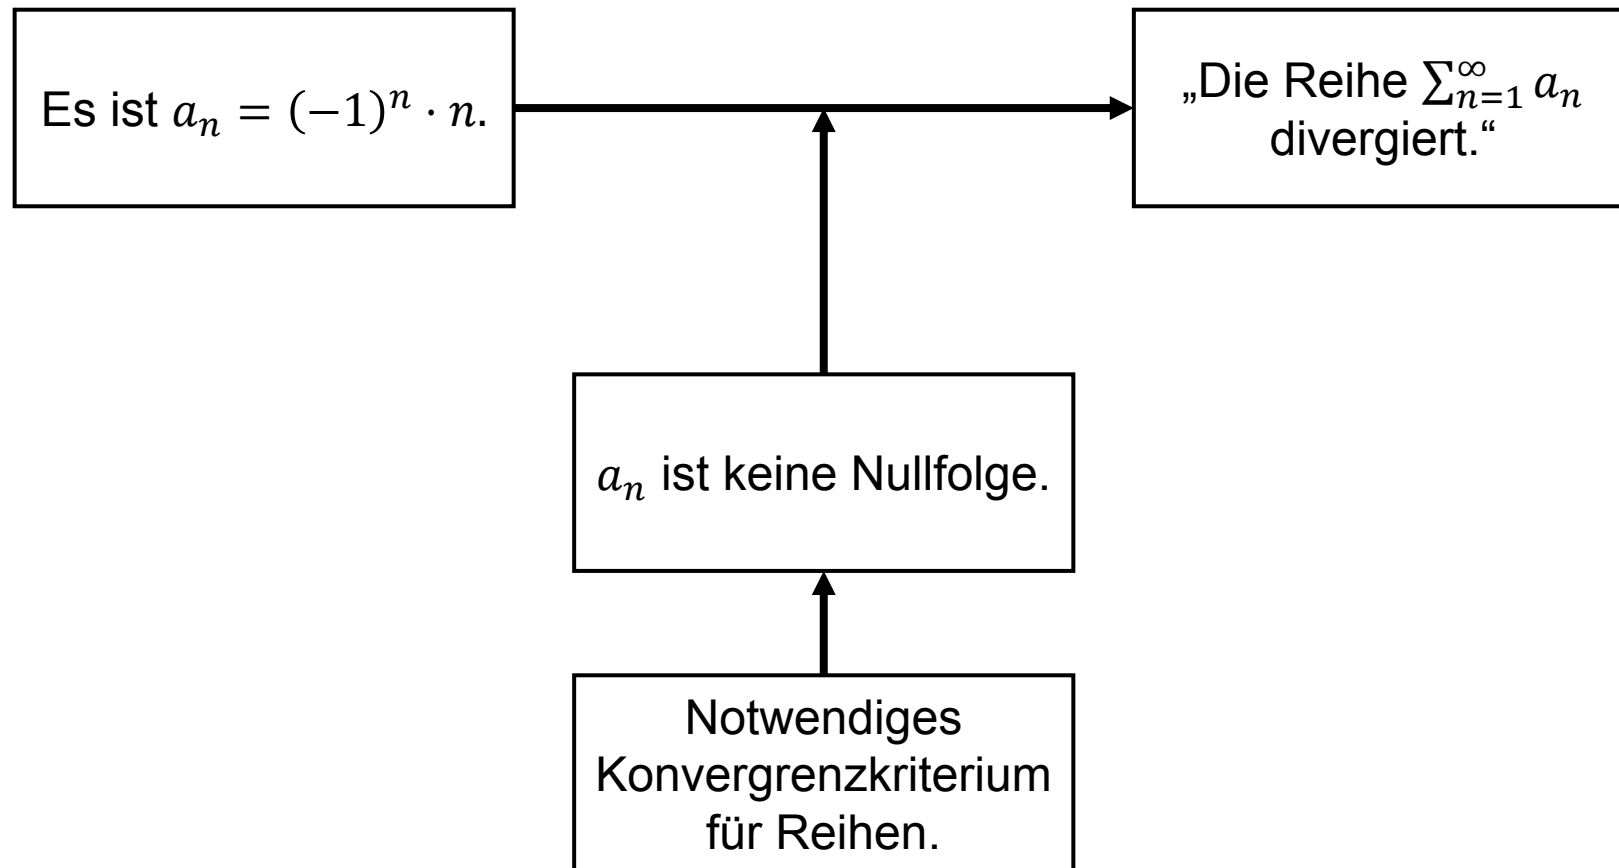 Es ist aₙ = (−1)ⁿ · n.
„Die Reihe ∑ₙ₌₁^∞ aₙ
divergiert.“
aₙ ist keine Nullfolge.
Notwendiges
Konvergrenzkriterium
für Reihen.